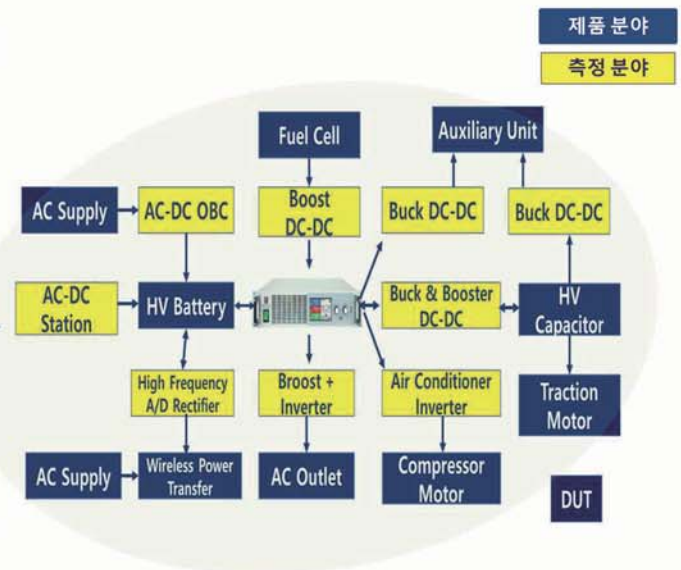 제품 분야
측정 분야
Fuel Cell
Auxiliary Unit
AC Supply
AC-DC OBC
Boost
DC-DC
Buck DC-DC
Buck DC-DC
AC-DC
Station
HV Battery
Buck & Booster
DC-DC
HV
Capacitor
High Frequency
A/D Rectifier
Broost +
Inverter
Air Conditioner
Inverter
Traction
Motor
AC Supply
Wireless Power
Transfer
AC Outlet
Compressor
Motor
DUT